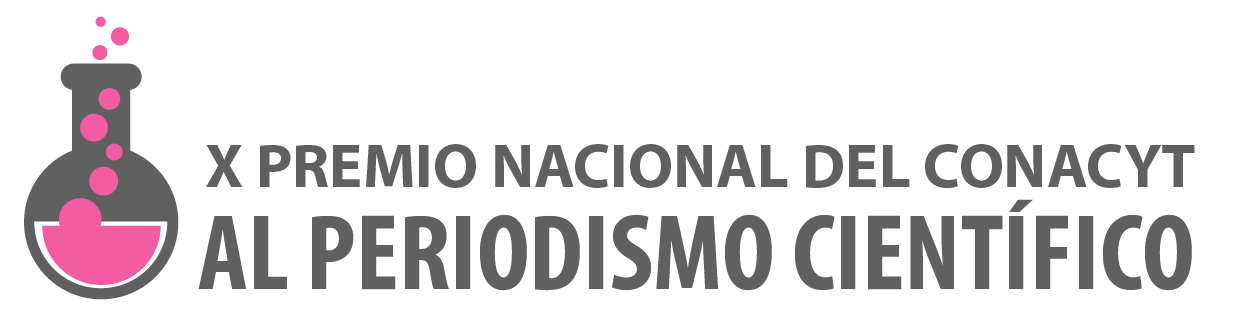 X PREMIO NACIONAL DEL CONACYT
AL PERIODISMO CIENTÍFICO